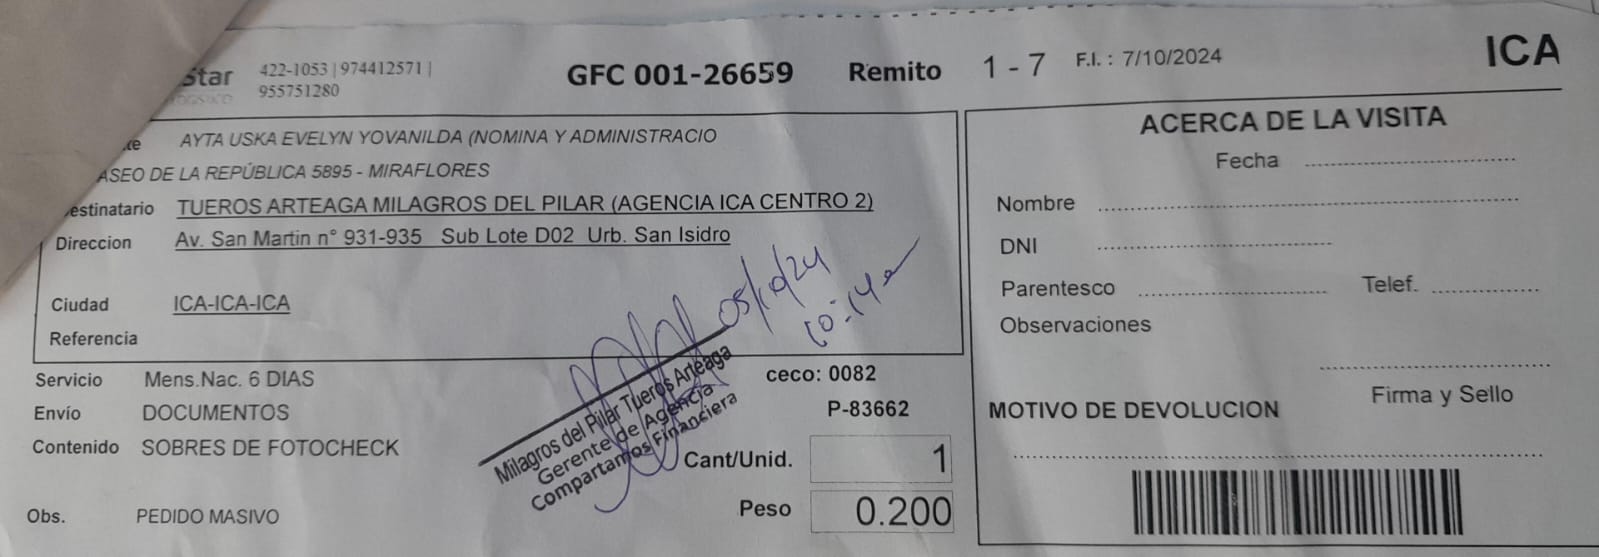 Star 422-1053 | 974412571 |
955751280
GFC 001-26659 Remito 1 - 7 F.I. : 7/10/2024 ICA
te AYTA USKA EVELYN YOVANILDA (NOMINA Y ADMINISTRACIO
ASEO DE LA REPÚBLICA 5895 - MIRAFLORES
estinatario TUEROS ARTEAGA MILAGROS DEL PILAR (AGENCIA ICA CENTRO 2)
Direccion Av. San Martin n° 931-935 Sub Lote D02 Urb. San Isidro
Ciudad ICA-ICA-ICA
Referencia
05/10/24
10:14a
Servicio Mens.Nac. 6 DIAS
Envío DOCUMENTOS
Contenido SOBRES DE FOTOCHECK
Obs. PEDIDO MASIVO
Milagros del Pilar Tueros Arteaga
Gerente de Agencia
Compartamos Financiera
ceco: 0082
P-83662
Cant/Unid. 1
Peso 0.200
ACERCA DE LA VISITA
Fecha
Nombre
DNI
Parentesco Telef.
Observaciones
Firma y Sello
MOTIVO DE DEVOLUCION